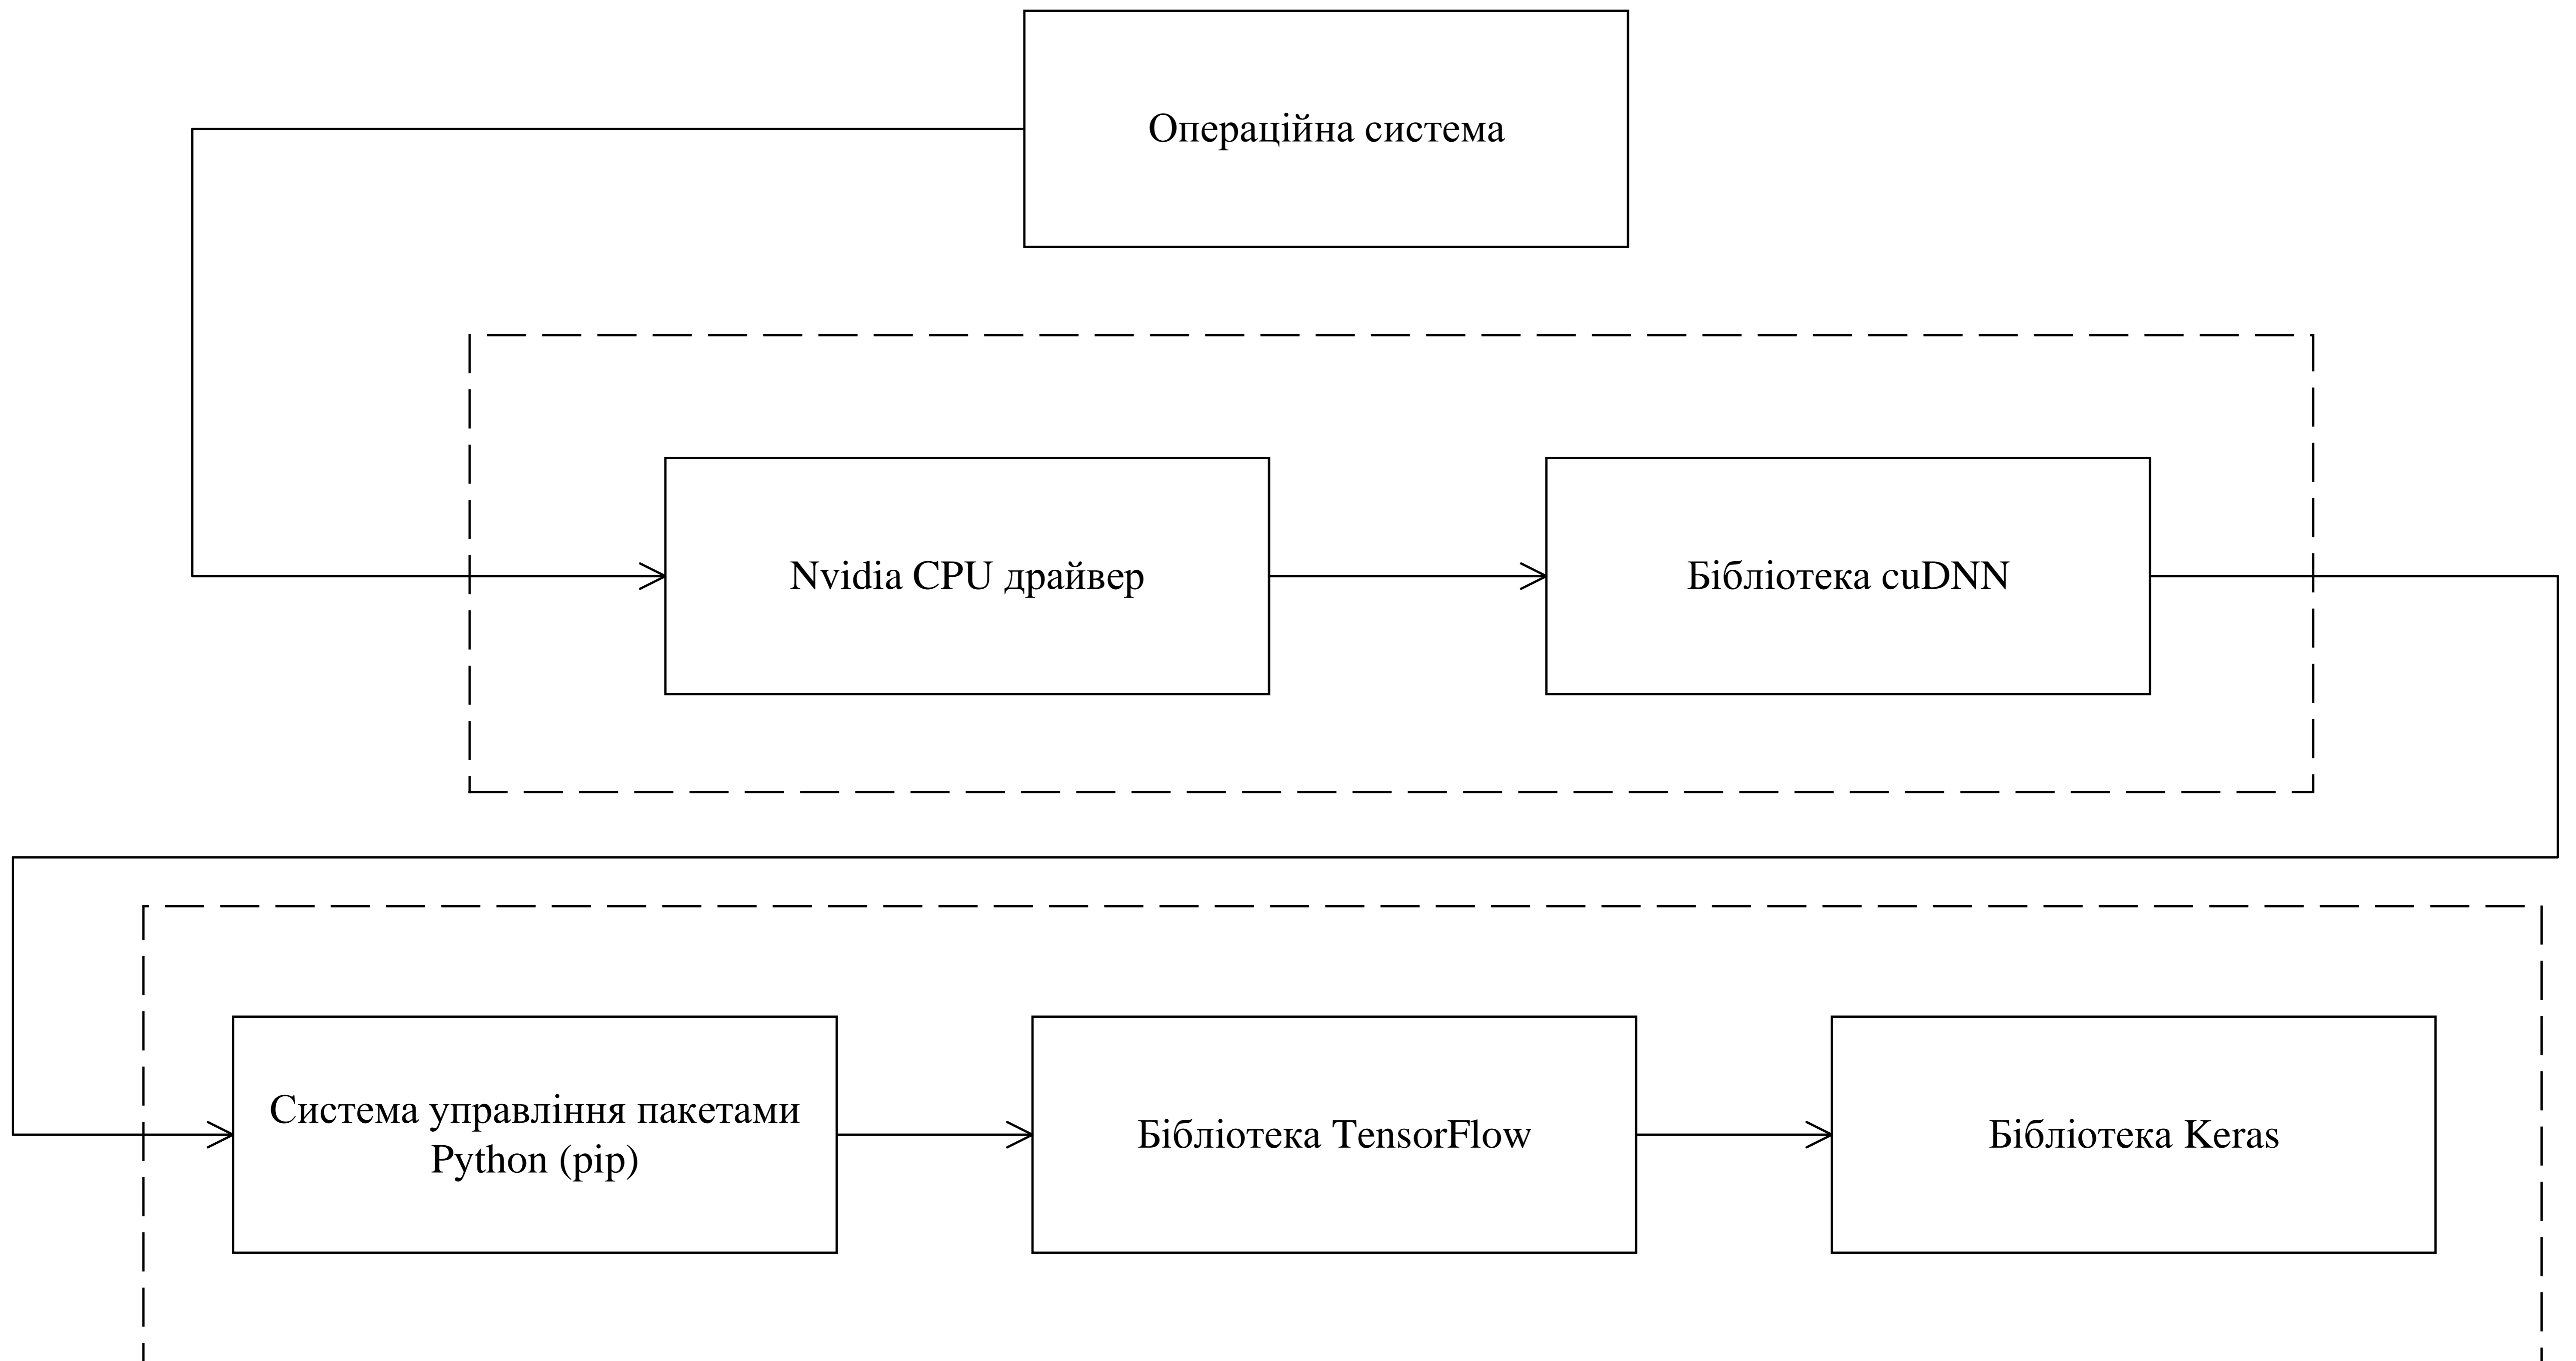 Операційна система
Nvidia CPU драйвер
Бібліотека cuDNN
Система управління пакетами
Python (pip)
Бібліотека TensorFlow
Бібліотека Keras